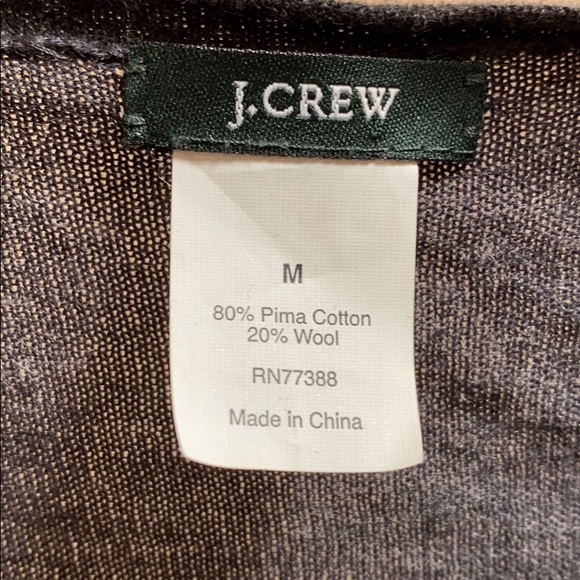 J.CREW
M
80% Pima Cotton
20% Wool
RN77388
Made in China